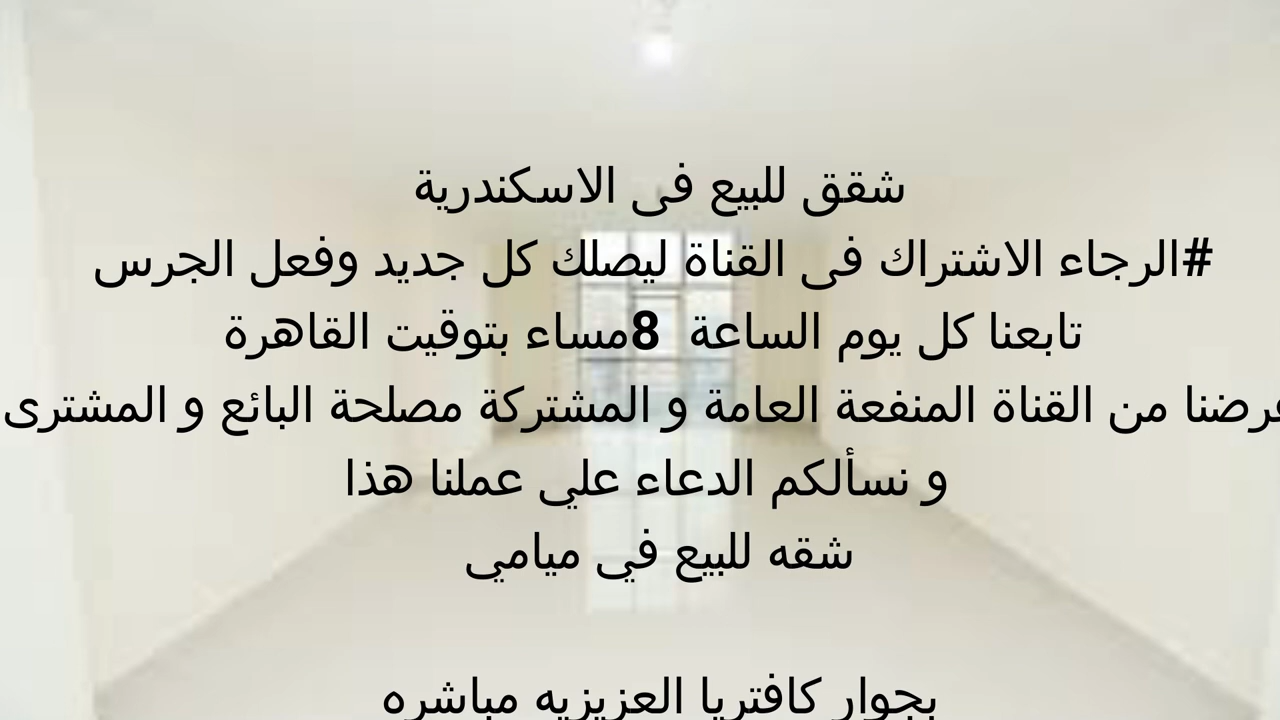 شقق للبيع فى الاسكندرية
#الرجاء الاشتراك فى القناة ليصلك كل جديد وفعل الجرس
تابعنا كل يوم الساعة 8مساء بتوقيت القاهرة
من القناة المنفعة العامة و المشتركة مصلحة البائع و المشترى
و نسألكم الدعاء علي عملنا هذا
شقه للبيع في ميامي
بجوار كافتريا العزيزيه مباشره